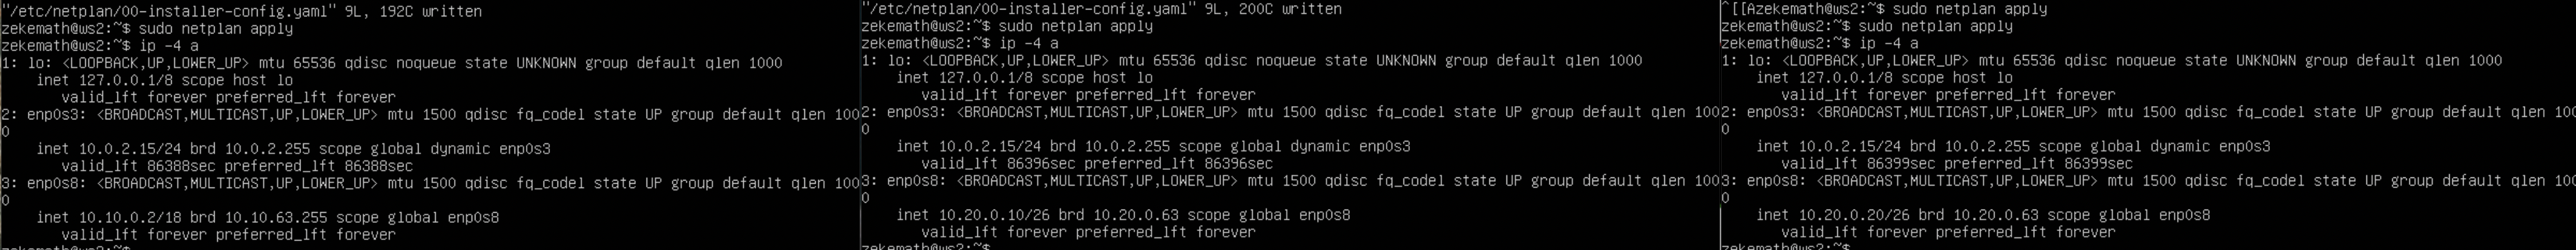 "/etc/netplan/00-installer-config.yaml" 9L, 192C written
zekemath@ws2:~$ sudo netplan apply
zekemath@ws2:~$ ip -4 a
1: lo: <LOOPBACK,UP,LOWER_UP> mtu 65536 qdisc noqueue state UNKNOWN group default qlen 1000
    inet 127.0.0.1/8 scope host lo
       valid_lft forever preferred_lft forever
2: enp0s3: <BROADCAST,MULTICAST,UP,LOWER_UP> mtu 1500 qdisc fq_codel state UP group default qlen 100
0
    inet 10.0.2.15/24 brd 10.0.2.255 scope global dynamic enp0s3
       valid_lft 86388sec preferred_lft 86388sec
3: enp0s8: <BROADCAST,MULTICAST,UP,LOWER_UP> mtu 1500 qdisc fq_codel state UP group default qlen 100
0
    inet 10.10.0.2/18 brd 10.10.63.255 scope global enp0s8
       valid_lft forever preferred_lft forever
zekemath@ws2:~$
"/etc/netplan/00-installer-config.yaml" 9L, 200C written
zekemath@ws2:~$ sudo netplan apply
zekemath@ws2:~$ ip -4 a
1: lo: <LOOPBACK,UP,LOWER_UP> mtu 65536 qdisc noqueue state UNKNOWN group default qlen 1000
    inet 127.0.0.1/8 scope host lo
       valid_lft forever preferred_lft forever
2: enp0s3: <BROADCAST,MULTICAST,UP,LOWER_UP> mtu 1500 qdisc fq_codel state UP group default qlen 100
0
    inet 10.0.2.15/24 brd 10.0.2.255 scope global dynamic enp0s3
       valid_lft 86396sec preferred_lft 86396sec
3: enp0s8: <BROADCAST,MULTICAST,UP,LOWER_UP> mtu 1500 qdisc fq_codel state UP group default qlen 100
0
    inet 10.20.0.10/26 brd 10.20.0.63 scope global enp0s8
       valid_lft forever preferred_lft forever
zekemath@ws2:~$
^[[Azekemath@ws2:~$ sudo netplan apply
zekemath@ws2:~$ sudo netplan apply
zekemath@ws2:~$ ip -4 a
1: lo: <LOOPBACK,UP,LOWER_UP> mtu 65536 qdisc noqueue state UNKNOWN group default qlen 1000
    inet 127.0.0.1/8 scope host lo
       valid_lft forever preferred_lft forever
2: enp0s3: <BROADCAST,MULTICAST,UP,LOWER_UP> mtu 1500 qdisc fq_codel state UP group default qlen 100
0
    inet 10.0.2.15/24 brd 10.0.2.255 scope global dynamic enp0s3
       valid_lft 86399sec preferred_lft 86399sec
3: enp0s8: <BROADCAST,MULTICAST,UP,LOWER_UP> mtu 1500 qdisc fq_codel state UP group default qlen 100
0
    inet 10.20.0.20/26 brd 10.20.0.63 scope global enp0s8
       valid_lft forever preferred_lft forever
zekemath@ws2:~$